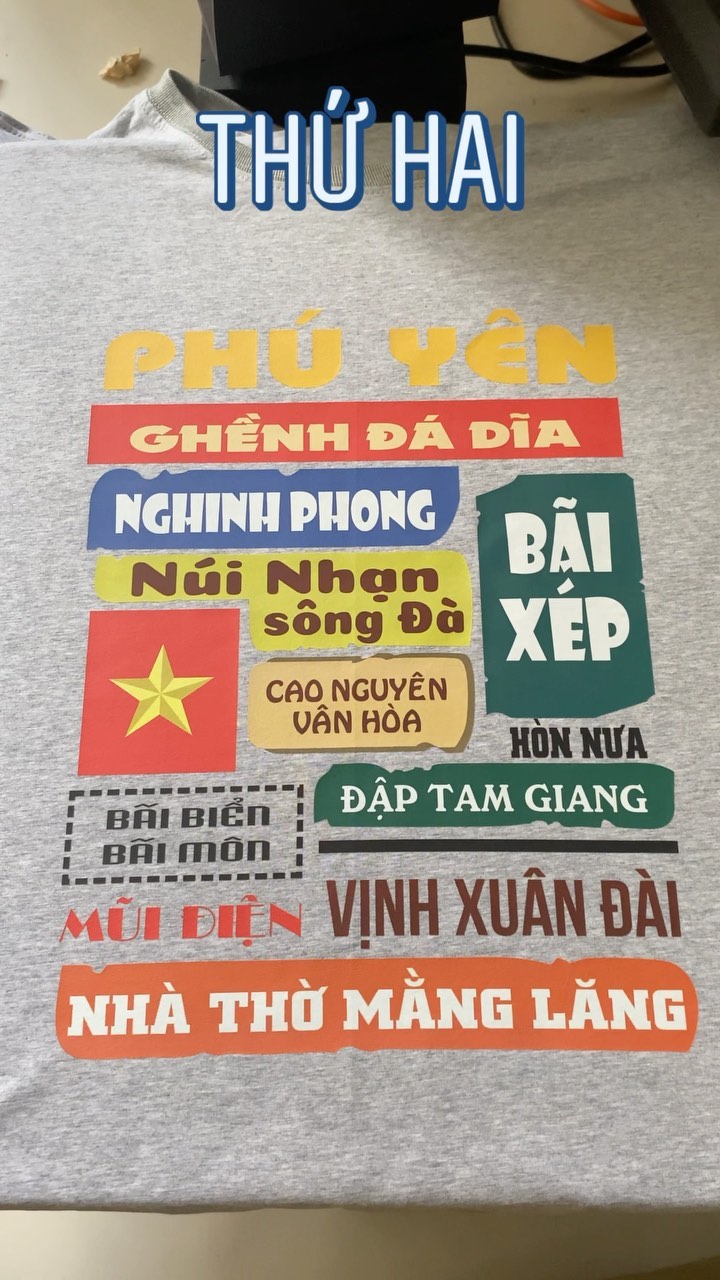 THỨ HAI
PHÚ YÊN
GHỀNH ĐÁ DĨA
NGHINH PHONG
BÃI
XÉP
Núi Nhạn
sông Đà
CAO NGUYÊN
VÂN HÒA
HÒN NƯA
ĐẬP TAM GIANG
BÃI BIỂN
BÃI MÔN
MŨI ĐIỆN
VỊNH XUÂN ĐÀI
NHÀ THỜ MẰNG LĂNG